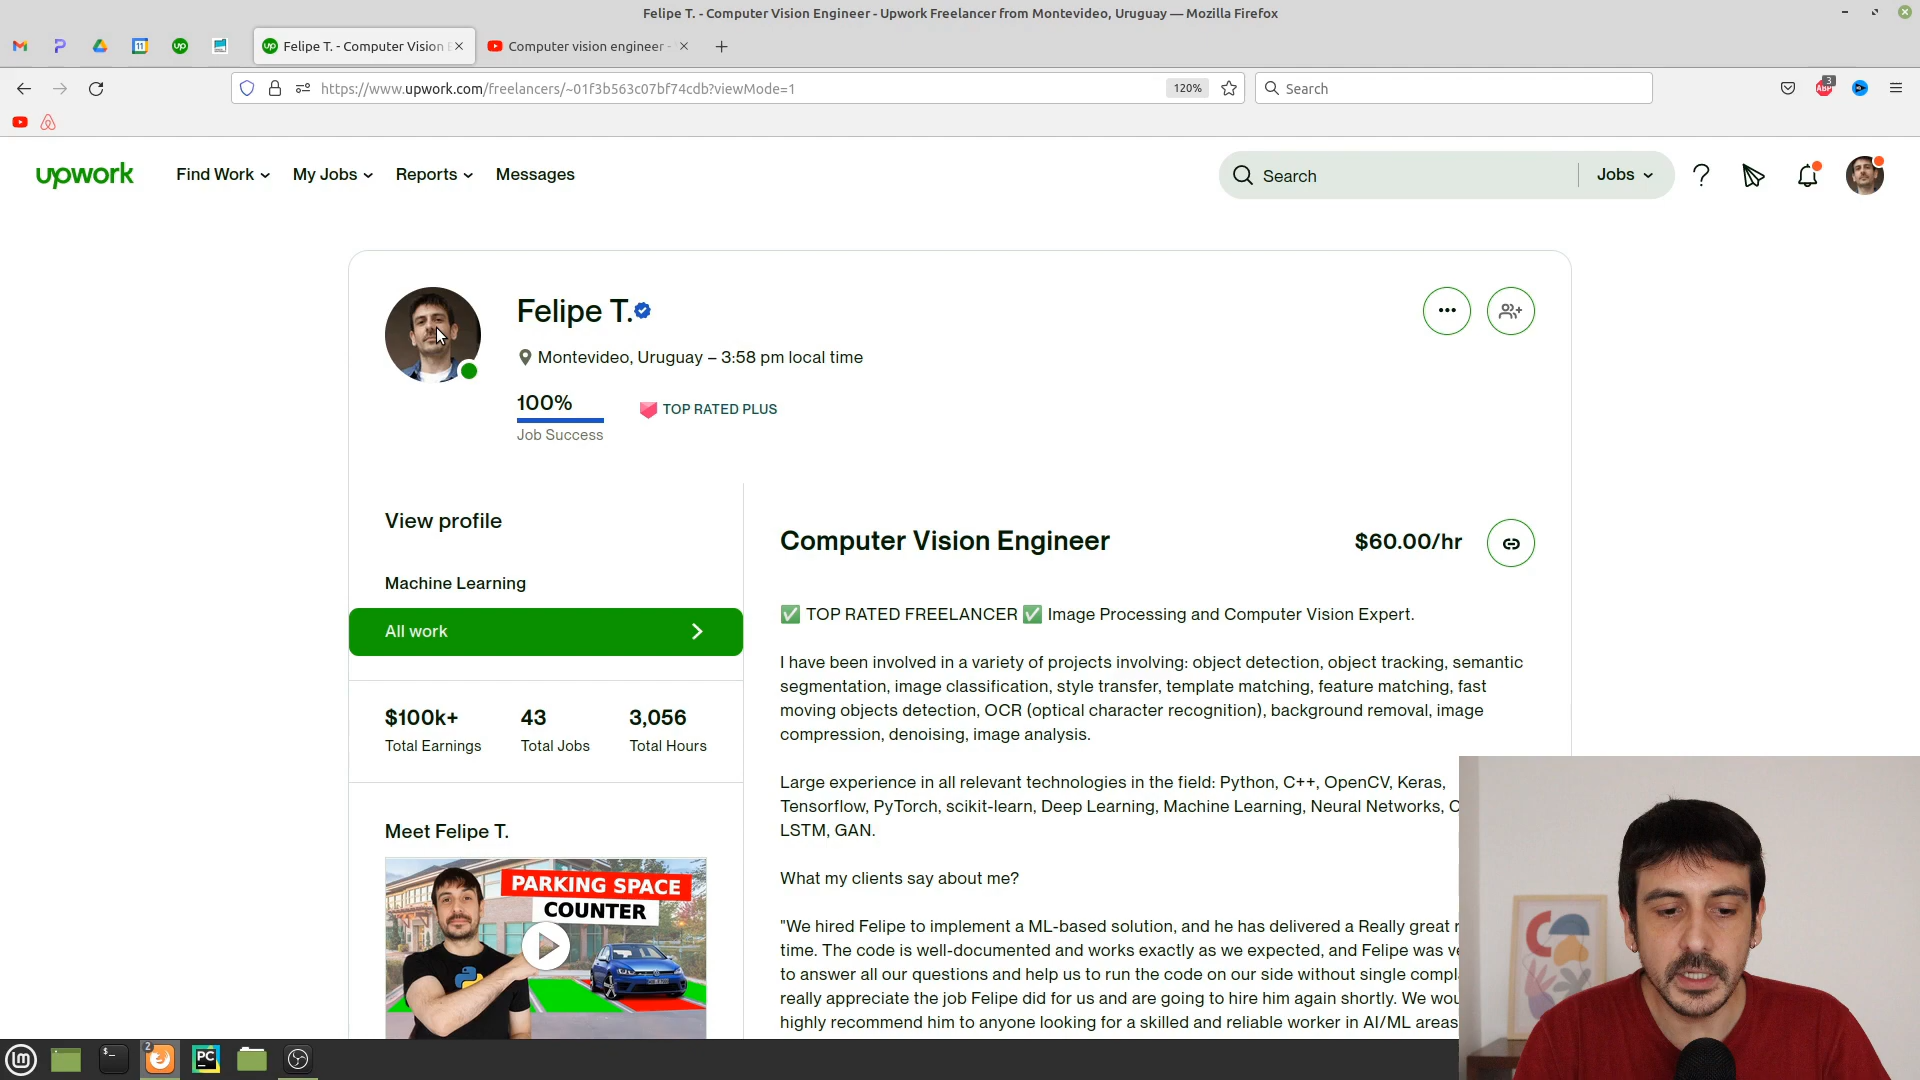 Felipe T. - Computer Vision Engineer - Upwork Freelancer from Montevideo, Uruguay — Mozilla Firefox
Felipe T. - Computer Vision E
Computer vision engineer -
https://www.upwork.com/freelancers/~01f3b563c07bf74cdb?viewMode=1
120%
Search
3
ABP
upwork
Find Work
My Jobs
Reports
Messages
Search
Jobs
Felipe T.
Montevideo, Uruguay – 3:58 pm local time
100%
Job Success
TOP RATED PLUS
View profile
Machine Learning
All work
$100k+
Total Earnings
43
Total Jobs
3,056
Total Hours
Meet Felipe T.
PARKING SPACE
COUNTER
Computer Vision Engineer
$60.00/hr
✅ TOP RATED FREELANCER ✅ Image Processing and Computer Vision Expert.
I have been involved in a variety of projects involving: object detection, object tracking, semantic
segmentation, image classification, style transfer, template matching, feature matching, fast
moving objects detection, OCR (optical character recognition), background removal, image
compression, denoising, image analysis.
Large experience in all relevant technologies in the field: Python, C++, OpenCV, Keras,
Tensorflow, PyTorch, scikit-learn, Deep Learning, Machine Learning, Neural Networks, C
LSTM, GAN.
What my clients say about me?
"We hired Felipe to implement a ML-based solution, and he has delivered a Really great
time. The code is well-documented and works exactly as we expected, and Felipe was
to answer all our questions and help us to run the code on our side without single
really appreciate the job Felipe did for us and are going to hire him again shortly. We
highly recommend him to anyone looking for a skilled and reliable worker in AI/ML areas
2
PC